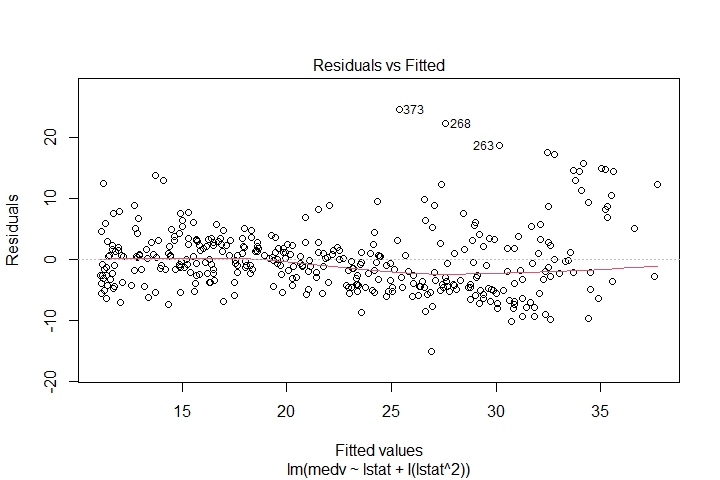 Residuals vs Fitted
373
268
263
Residuals
20
10
0
-10
-20
15 20 25 30 35
Fitted values
lm(medv ~ lstat + I(lstat^2))